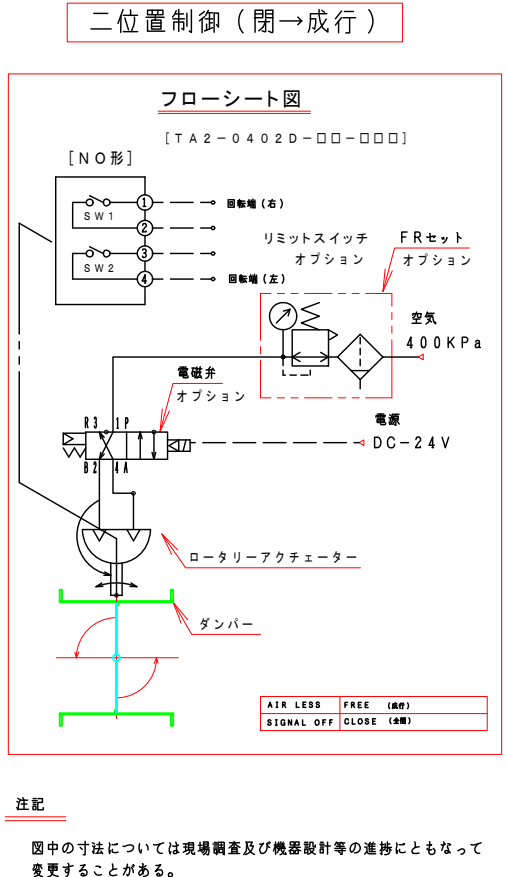 二位置制御（閉→成行）
フローシート図
[TA2-0402D-□□-□□□]
[NO形]
SW1
1
2
回転端（右）
SW2
3
4
回転端（左）
リミットスイッチ
オプション
FRセット
オプション
空気
400KPa
電磁弁
オプション
R3 1P
B2 4A
電源
DC-24V
ロータリーアクチェーター
ダンパー
AIR LESS FREE （成行）
SIGNAL OFF CLOSE （全閉）
注記
図中の寸法については現場調査及び機器設計等の進捗にともなって
変更することがある。